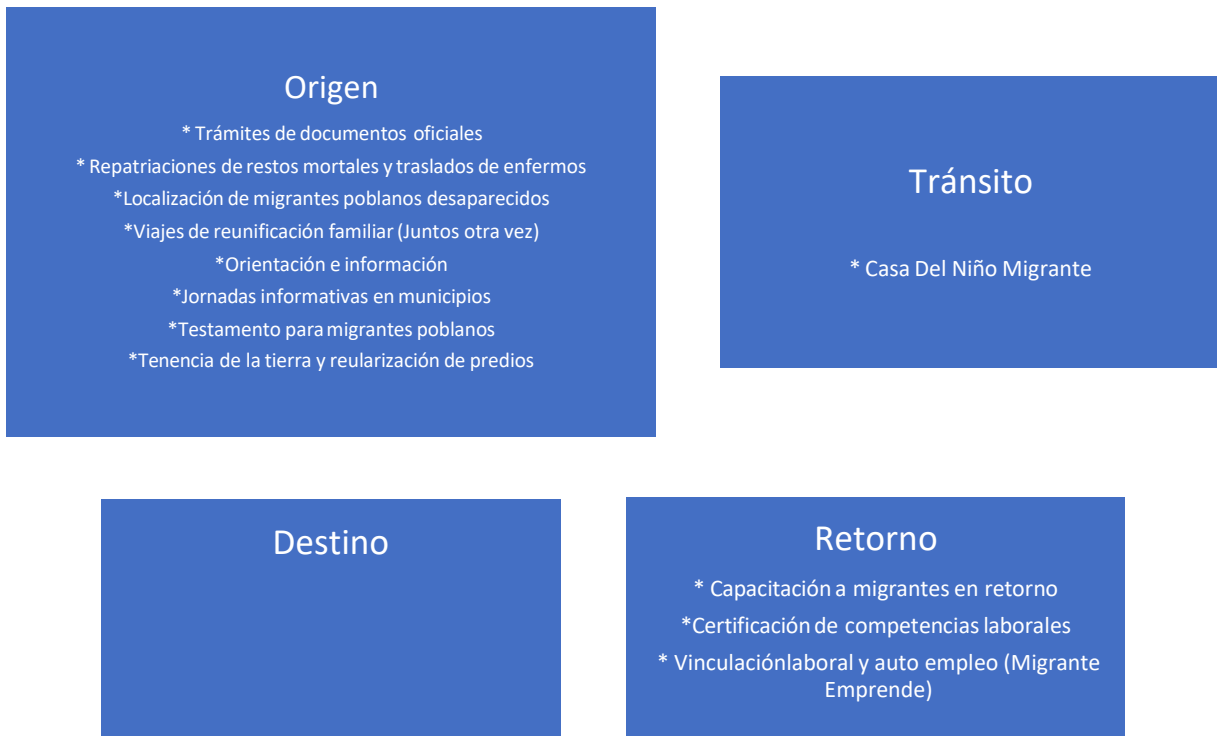 Origen
* Trámites de documentos oficiales
* Repatriaciones de restos mortales y traslados de enfermos
*Localización de migrantes poblanos desaparecidos
*Viajes de reunificación familiar (Juntos otra vez)
*Orientación e información
*Jornadas informativas en municipios
*Testamento para migrantes poblanos
*Tenencia de la tierra y reularización de predios
Tránsito
* Casa Del Niño Migrante
Destino
Retorno
* Capacitación a migrantes en retorno
*Certificación de competencias laborales
* Vinculaciónlaboral y auto empleo (Migrante
Emprende)